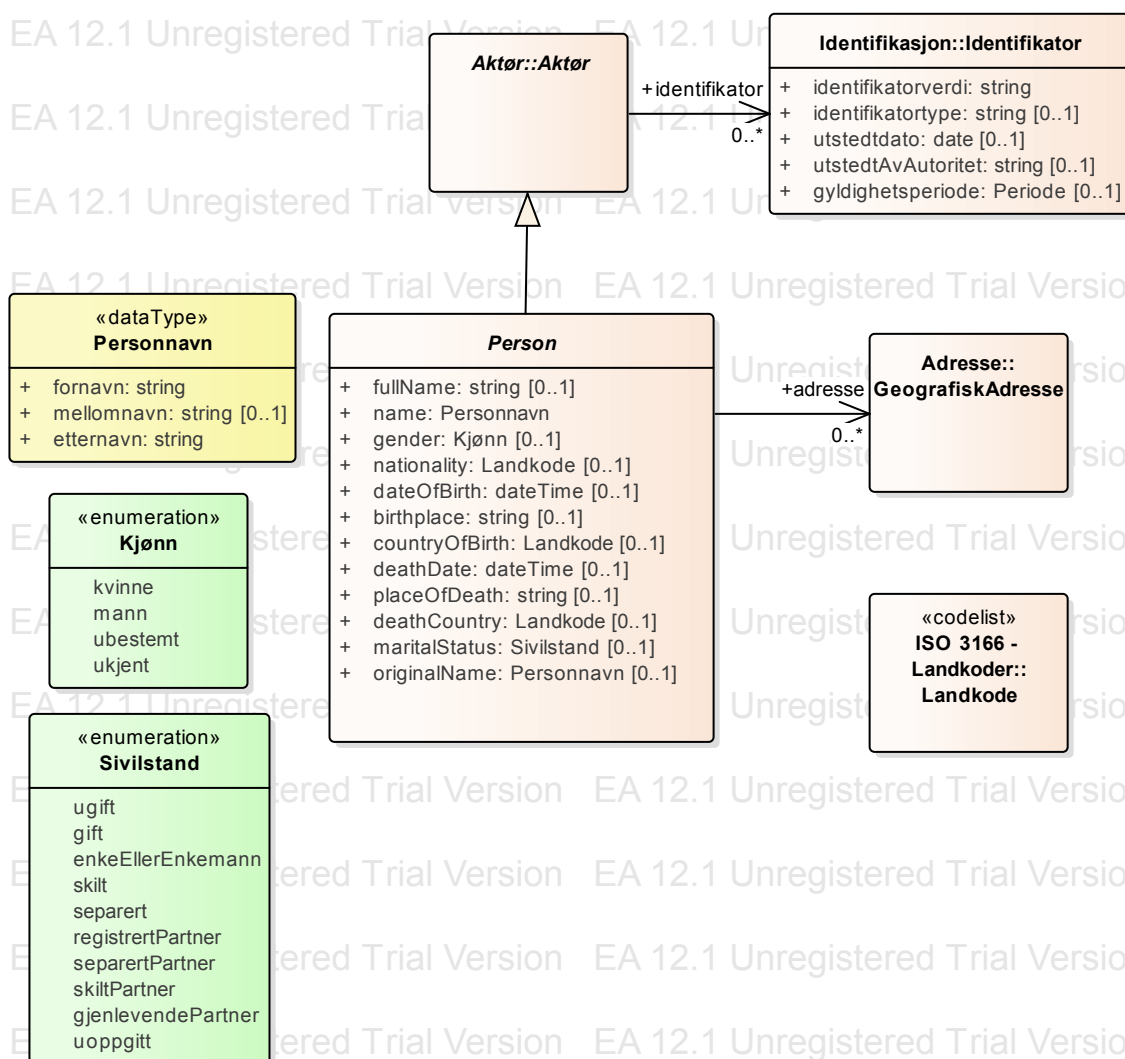 Aktør::Aktør
+identifikator
0..*
Identifikasjon::Identifikator
+ identifikatorverdi: string
+ identifikatortype: string [0..1]
+ utstedtdato: date [0..1]
+ utstedtAvAutoritet: string [0..1]
+ gyldighetsperiode: Periode [0..1]
«dataType»
Personnavn
+ fornavn: string
+ mellomnavn: string [0..1]
+ etternavn: string
Person
+ fullName: string [0..1]
+ name: Personnavn
+ gender: Kjønn [0..1]
+ nationality: Landkode [0..1]
+ dateOfBirth: dateTime [0..1]
+ birthplace: string [0..1]
+ countryOfBirth: Landkode [0..1]
+ deathDate: dateTime [0..1]
+ placeOfDeath: string [0..1]
+ deathCountry: Landkode [0..1]
+ maritalStatus: Sivilstand [0..1]
+ originalName: Personnavn [0..1]
+adresse
0..*
Adresse::
GeografiskAdresse
«enumeration»
Kjønn
kvinne
mann
ubestemt
ukjent
«codelist»
ISO 3166 -
Landkoder::
Landkode
«enumeration»
Sivilstand
ugift
gift
enkeEllerEnkemann
skilt
separert
registrertPartner
separertPartner
skiltPartner
gjenlevendePartner
uoppgitt
EA 12.1 Unregistered Trial Version